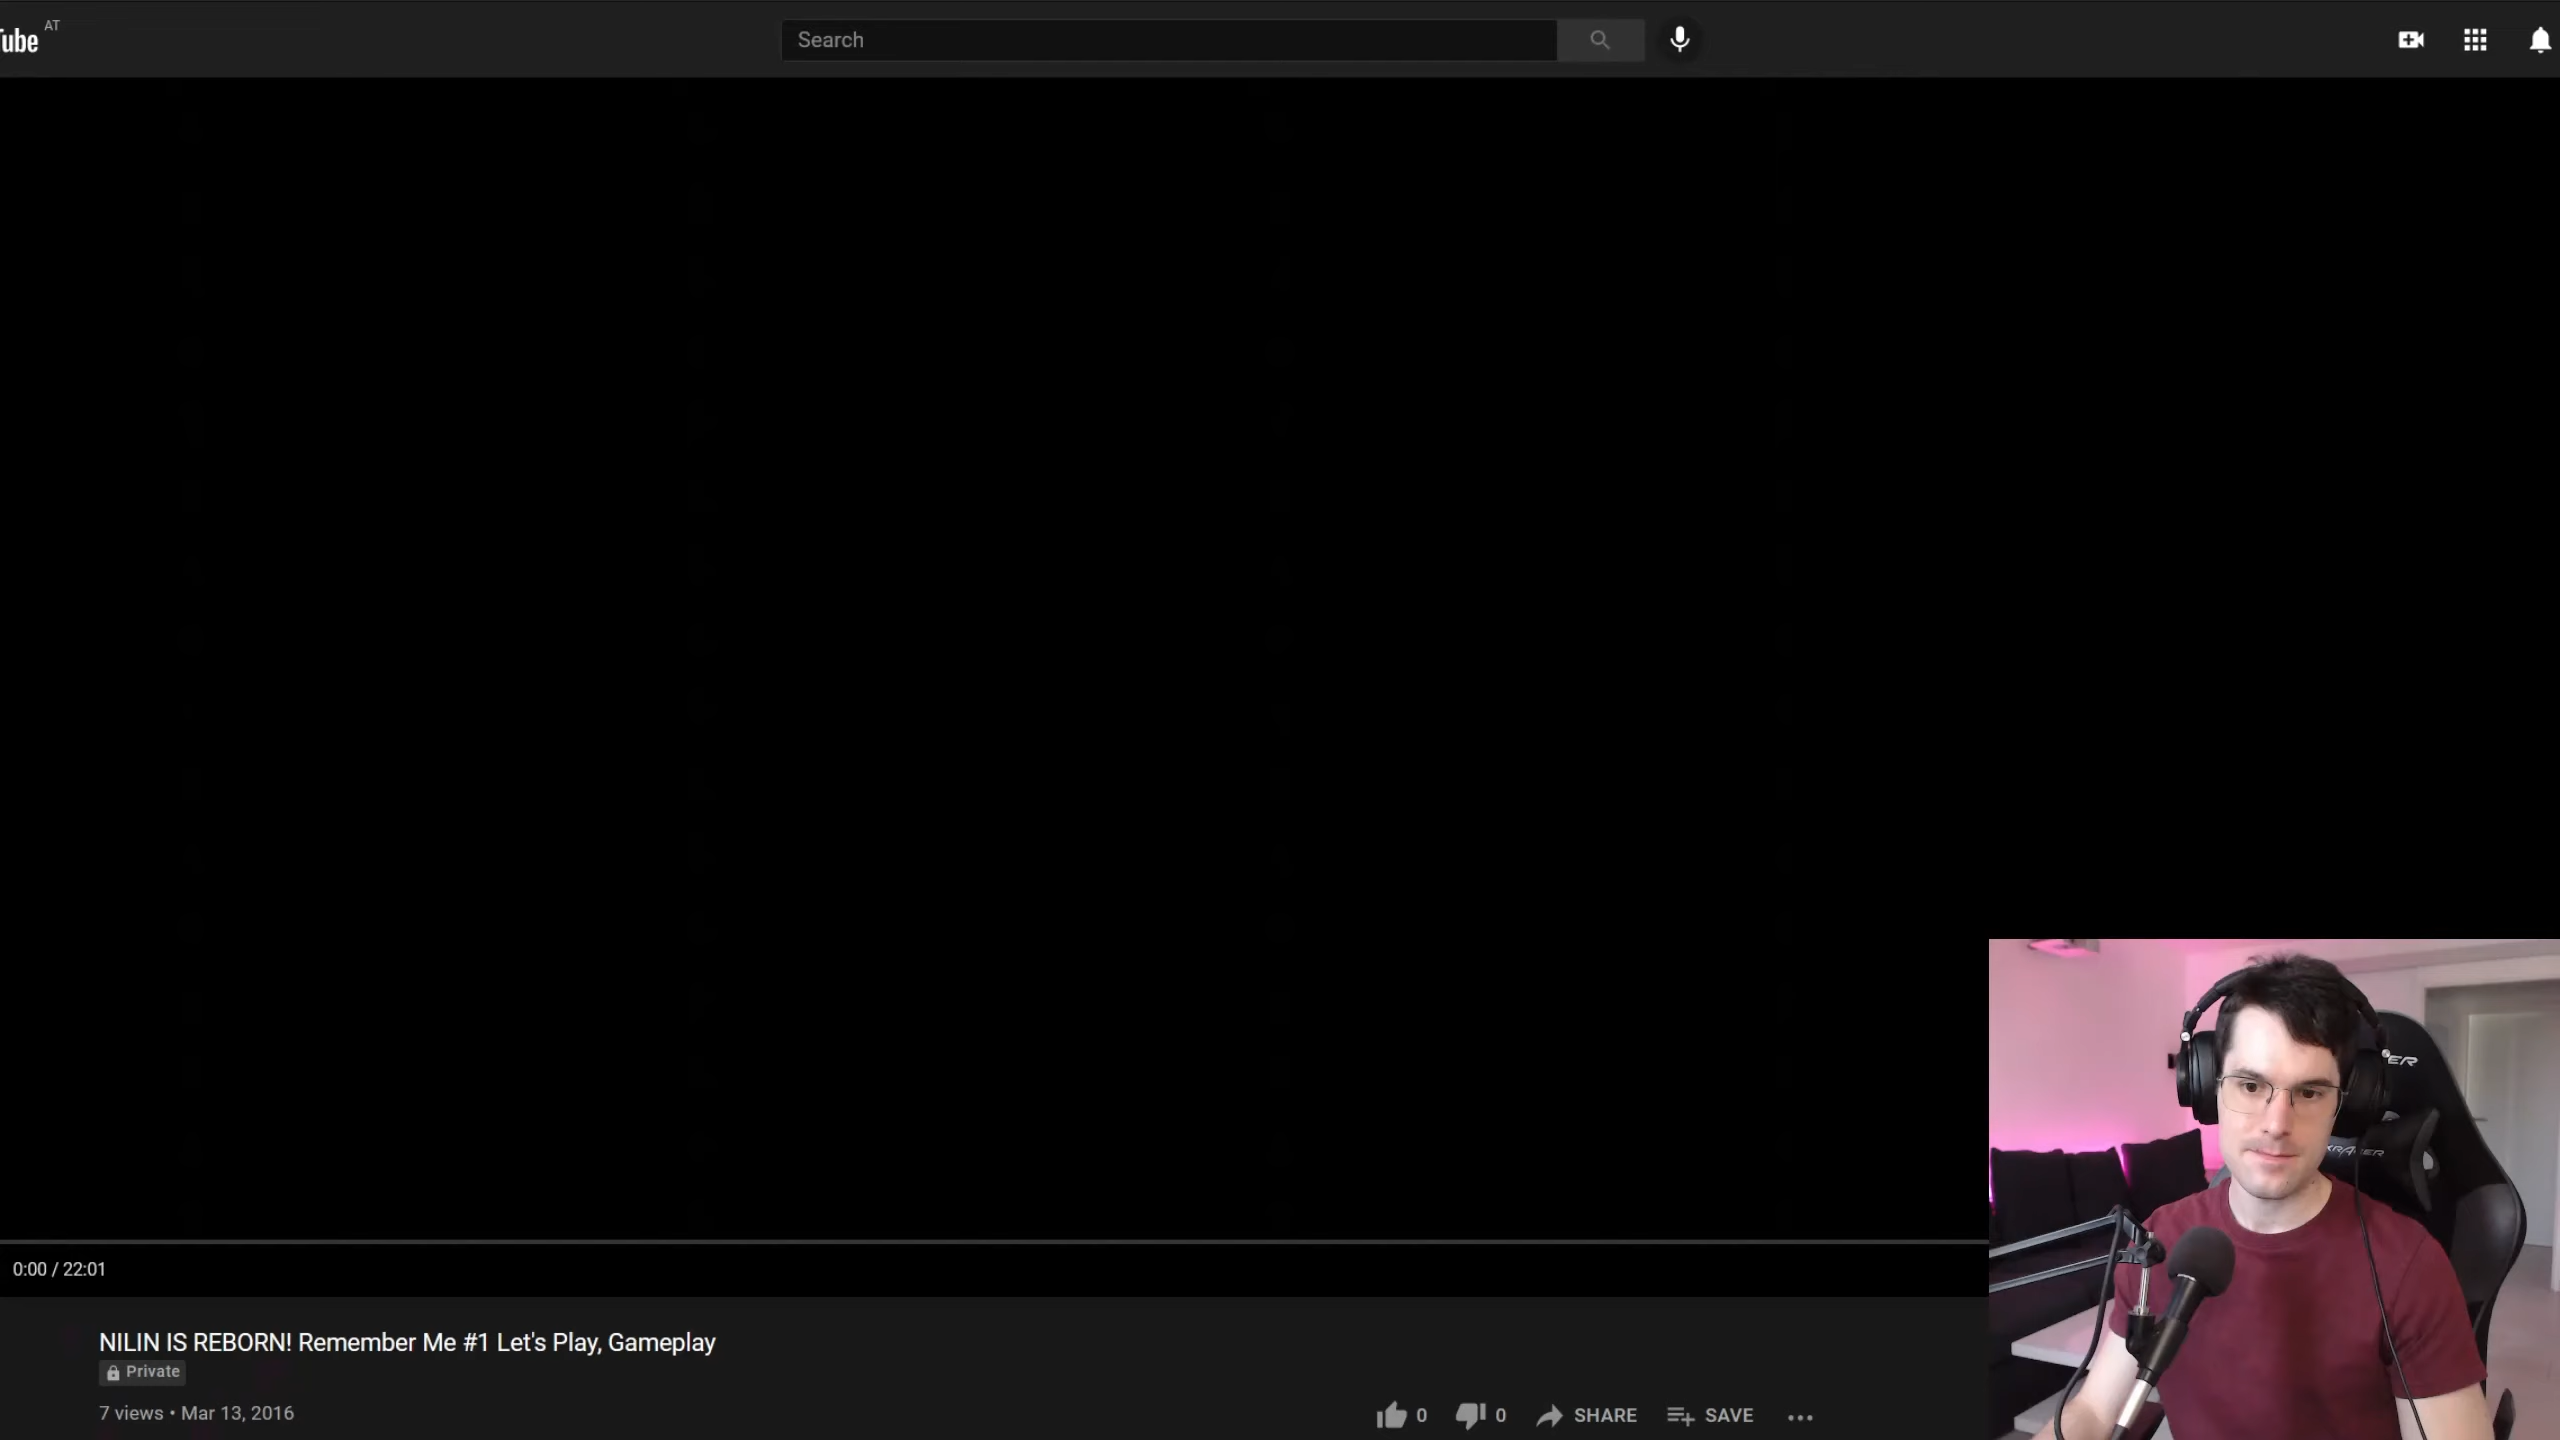 Tube AT
Search
0:00 / 22:01
NILIN IS REBORN! Remember Me #1 Let's Play, Gameplay
Private
7 views • Mar 13, 2016
0
0
SHARE
SAVE